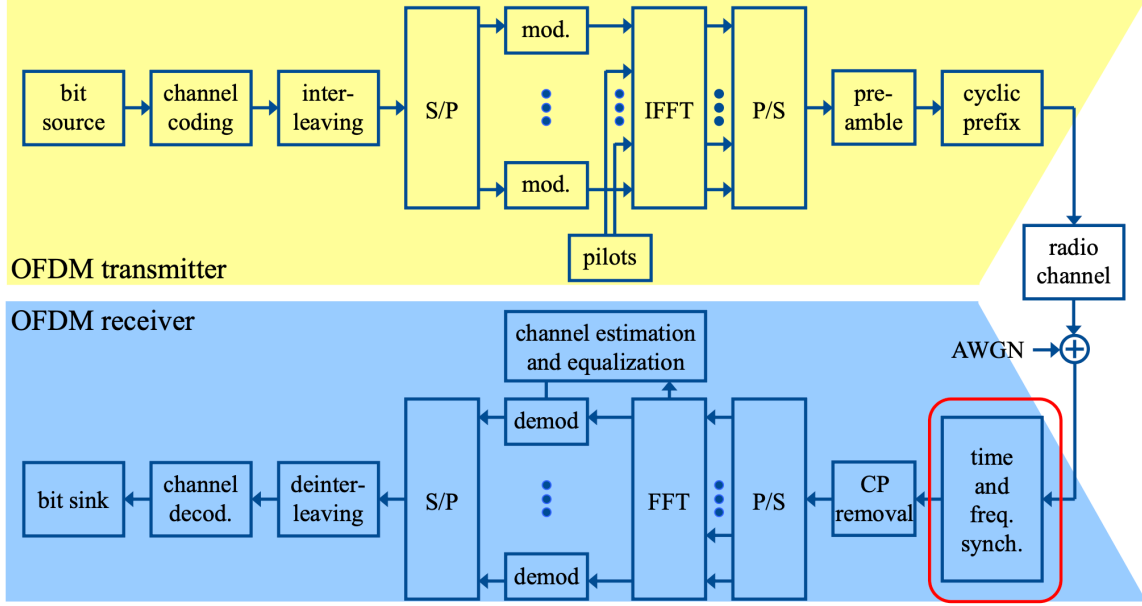 bit
source
channel
coding
inter-
leaving
S/P
mod.
mod.
pilots
IFFT
P/S
pre-
amble
cyclic
prefix
OFDM transmitter
radio
channel
AWGN
OFDM receiver
channel estimation
and equalization
time
and
freq.
synch.
CP
removal
P/S
FFT
demod
demod
S/P
deinter-
leaving
channel
decod.
bit sink